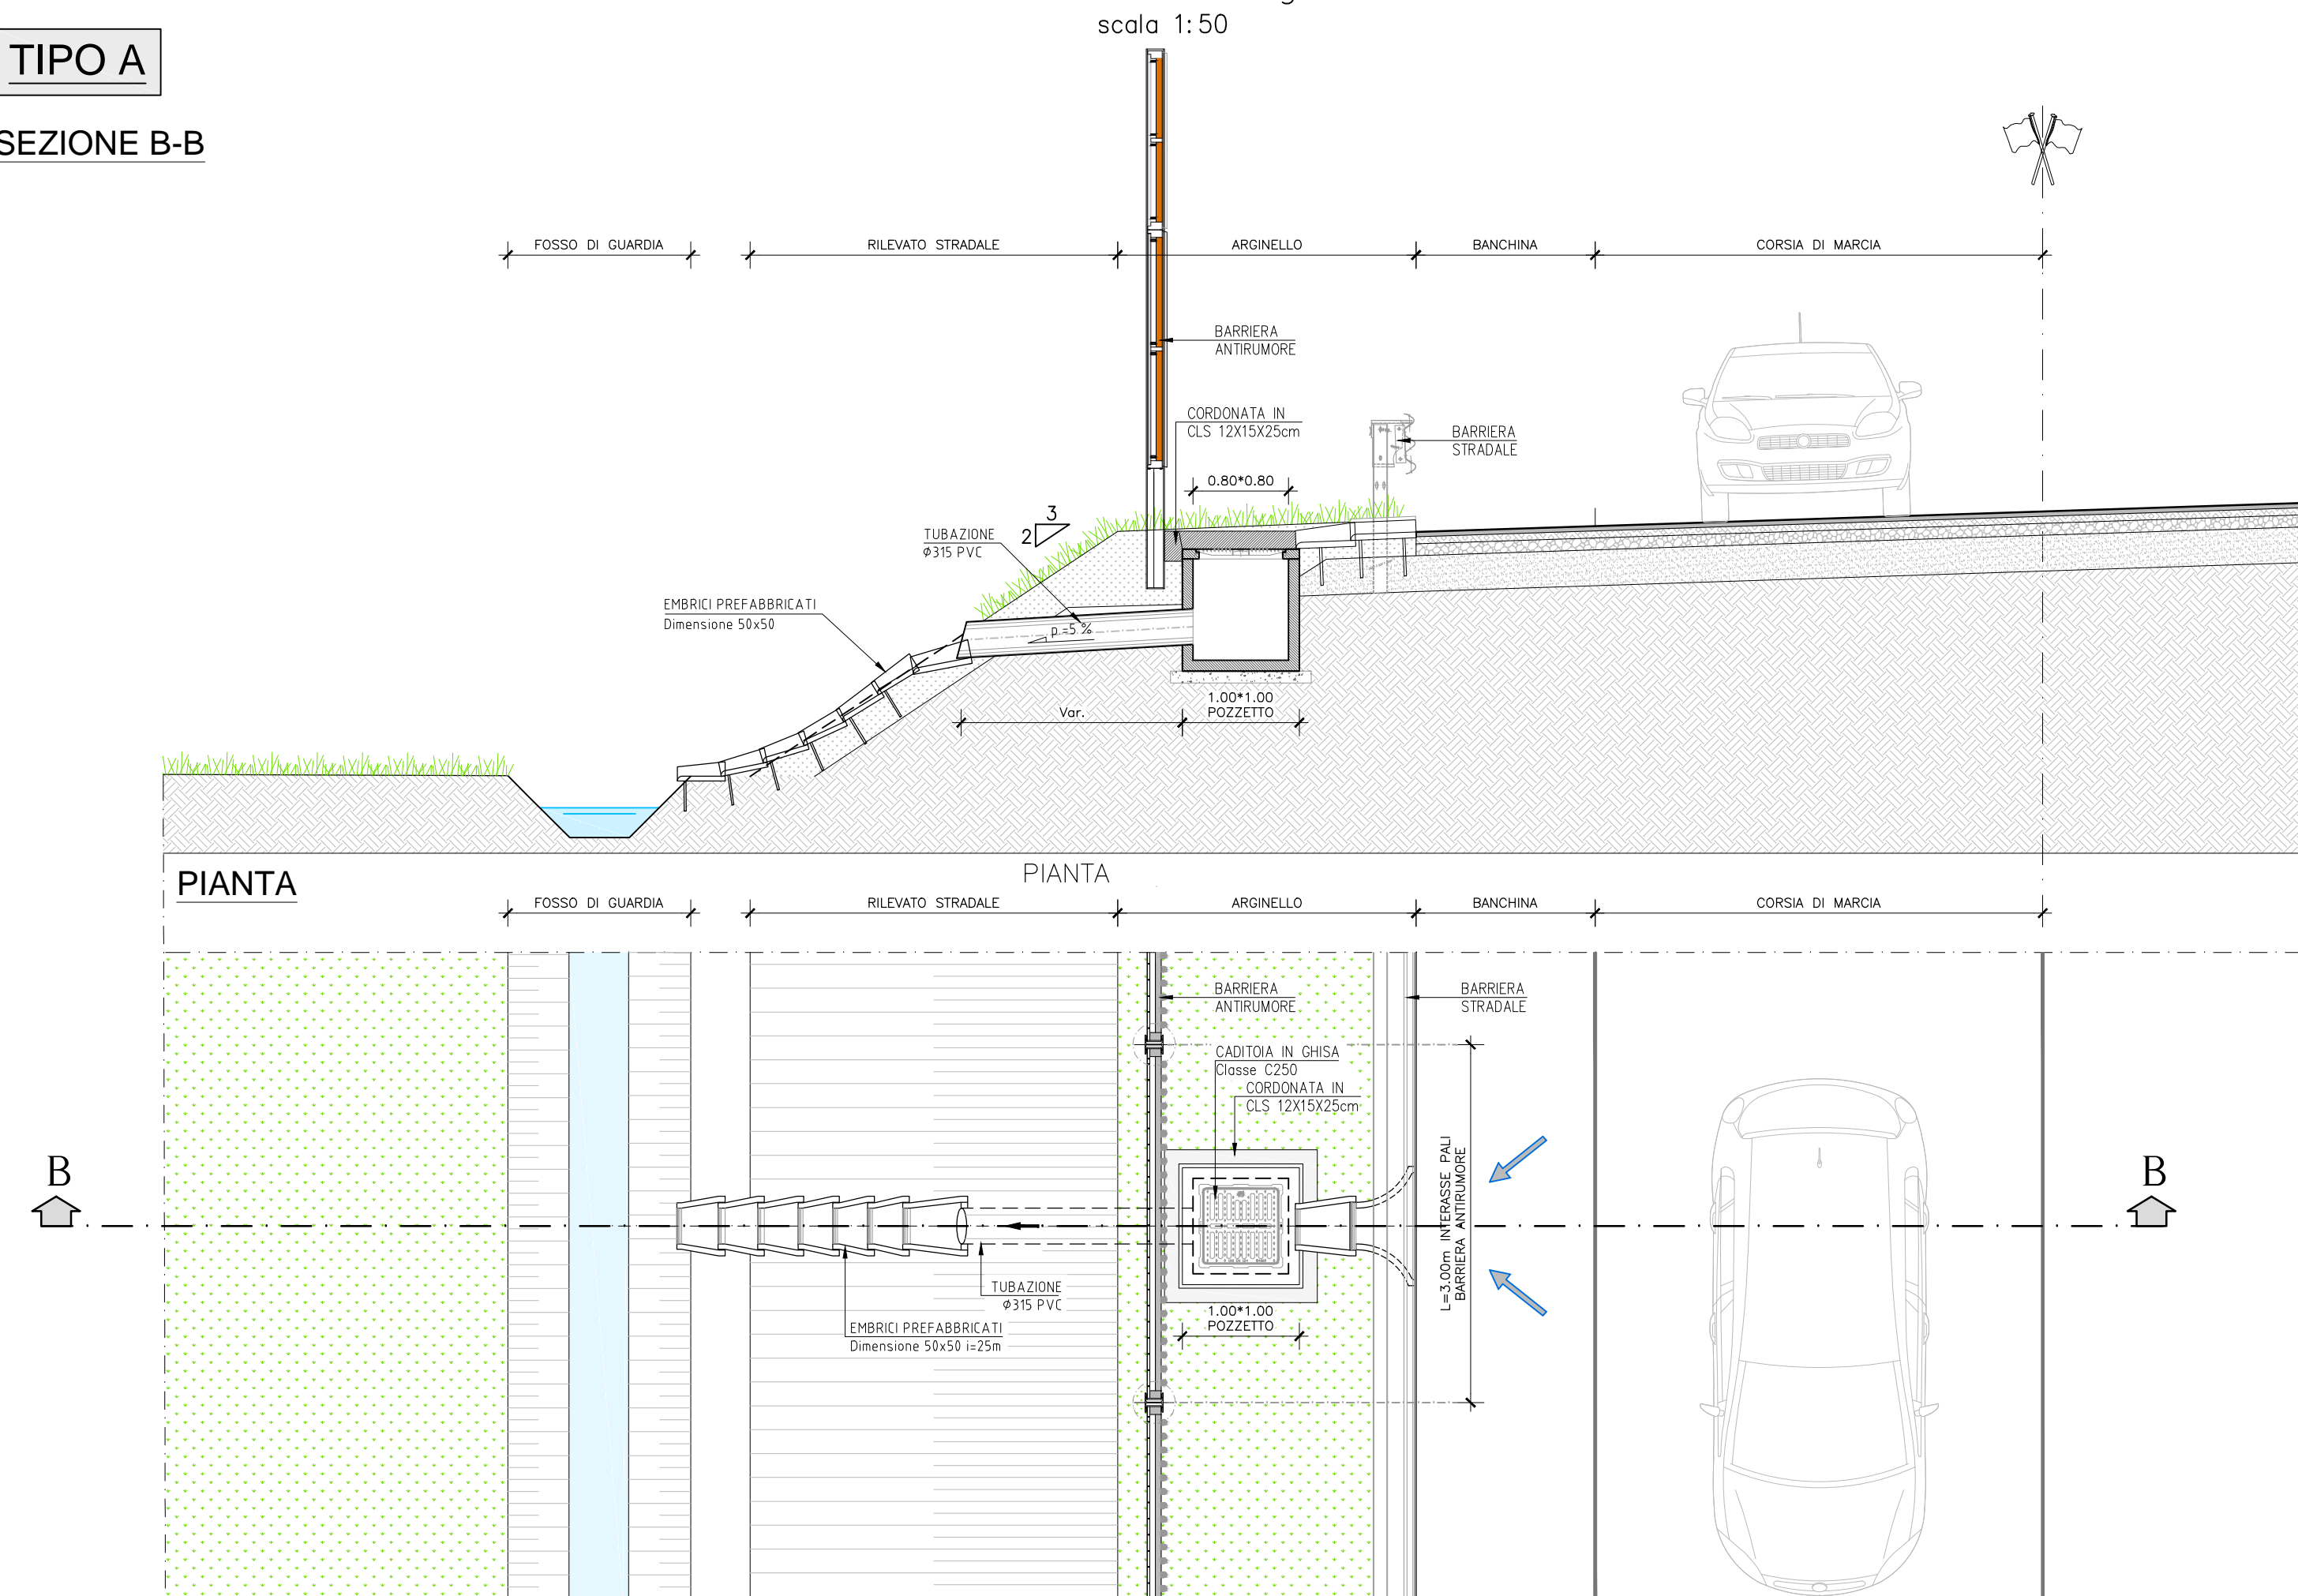 scala 1:50
TIPO A
SEZIONE B-B
FOSSO DI GUARDIA
RILEVATO STRADALE
ARGINELLO
BANCHINA
CORSIA DI MARCIA
BARRIERA
ANTIRUMORE
CORDONATA IN
CLS 12X15X25cm
BARRIERA
STRADALE
0.80*0.80
3
2
TUBAZIONE
Ø315 PVC
EMBRICI PREFABBRICATI
Dimensione 50x50
p=5%
1.00*1.00
POZZETTO
Var.
PIANTA
PIANTA
FOSSO DI GUARDIA
RILEVATO STRADALE
ARGINELLO
BANCHINA
CORSIA DI MARCIA
BARRIERA
ANTIRUMORE
BARRIERA
STRADALE
CADITOIA IN GHISA
Classe C250
CORDONATA IN
CLS 12X15X25cm
L=3.00m INTERASSE PALI
BARRIERA ANTIRUMORE
B
B
TUBAZIONE
Ø315 PVC
1.00*1.00
POZZETTO
EMBRICI PREFABBRICATI
Dimensione 50x50 i=25m